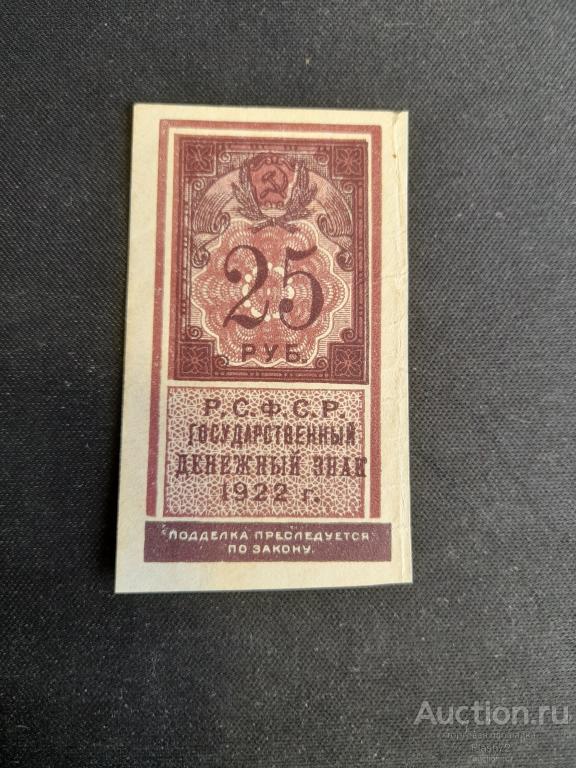 25
РУБ.
Р.С.Ф.С.Р.
ГОСУДАРСТВЕННЫЙ
ДЕНЕЖНЫЙ ЗНАК
1922 г.
ПОДДЕЛКА ПРЕСЛЕДУЕТСЯ
ПО ЗАКОНУ.
Auction.ru